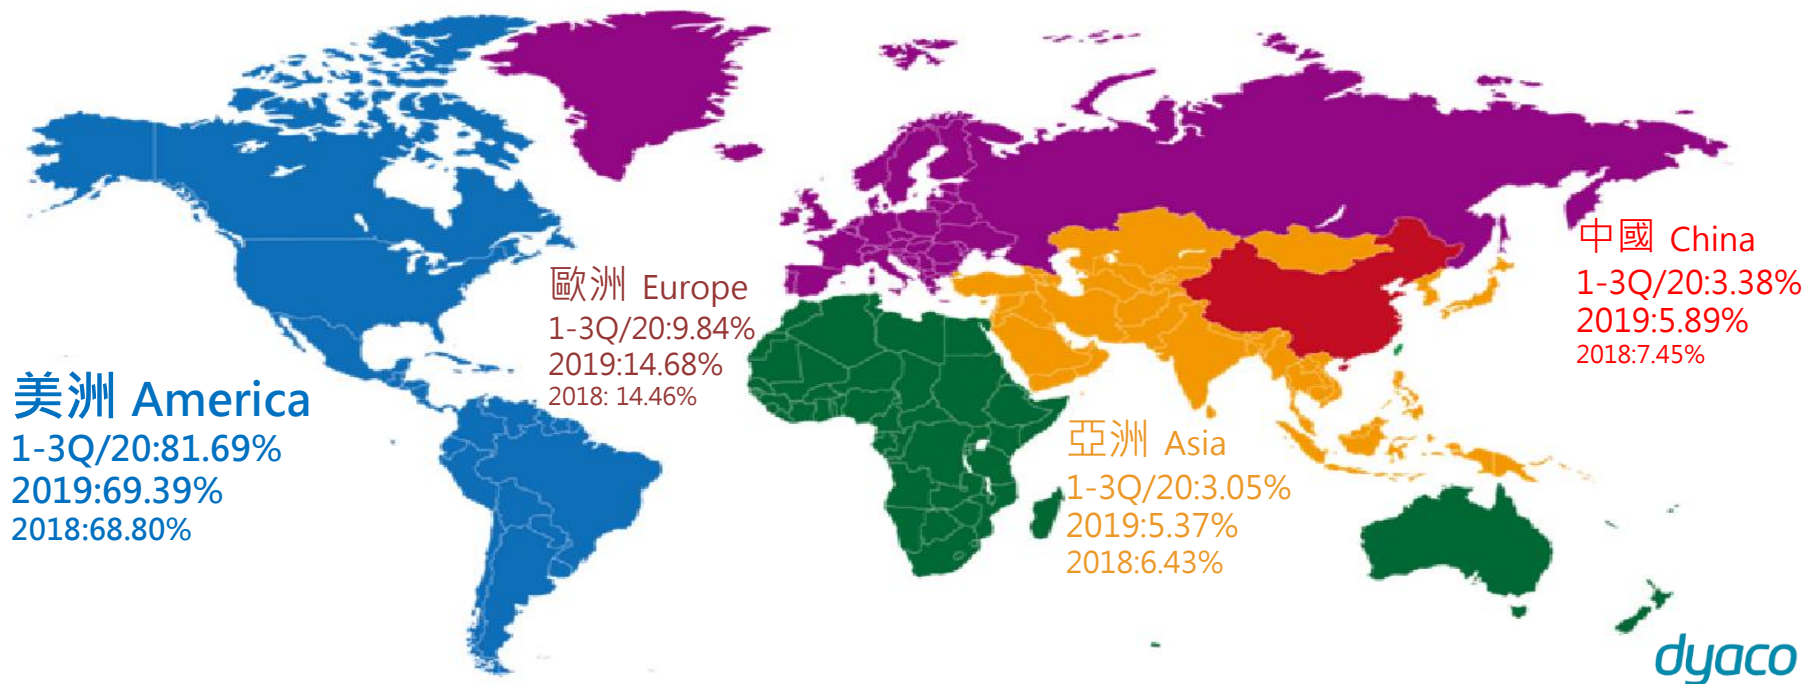 美洲 America
1-3Q/20:81.69%
2019:69.39%
2018:68.80%
歐洲 Europe
1-3Q/20:9.84%
2019:14.68%
2018: 14.46%
亞洲 Asia
1-3Q/20:3.05%
2019:5.37%
2018:6.43%
中國 China
1-3Q/20:3.38%
2019:5.89%
2018:7.45%
dyaco